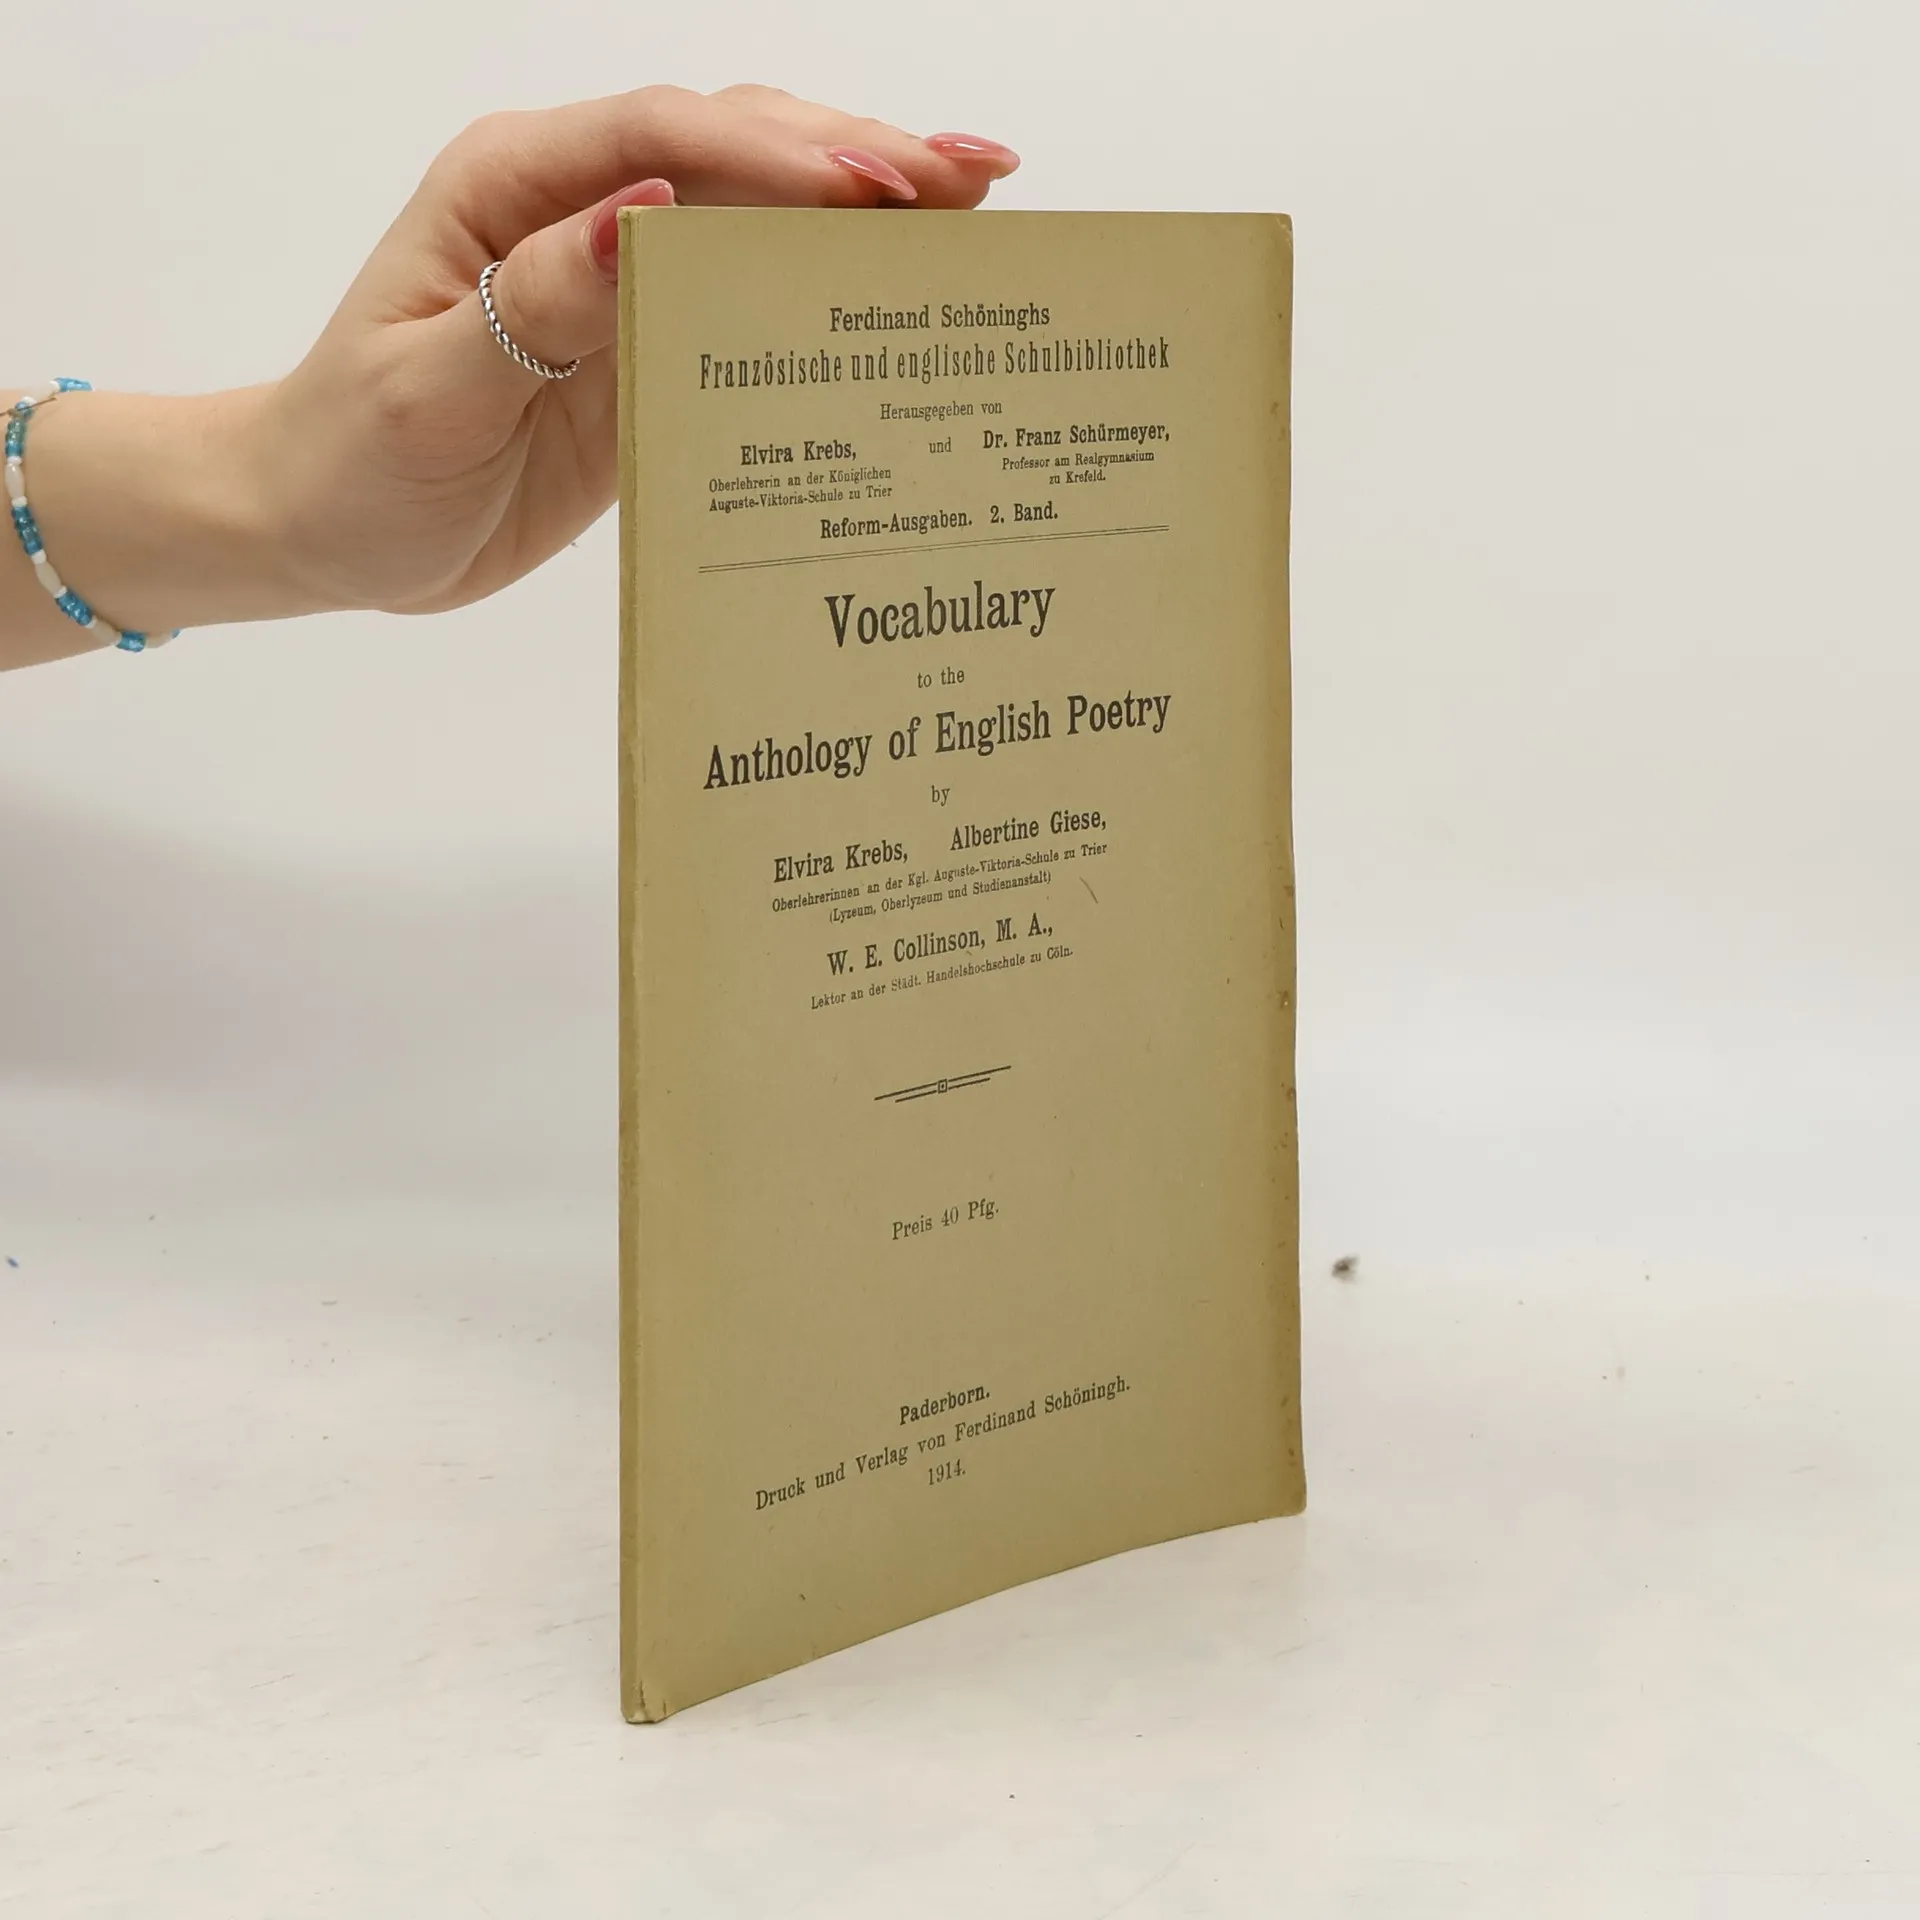 Ferdinand Schöninghs
Französische und englische Schulbibliothek
Herausgegeben von
Elvira Krebs, und Dr. Franz Schürmeyer,
Oberlehrerin an der Königlichen
Auguste-Viktoria-Schule zu Trier
Professor am Realgymnasium
zu Krefeld.
Reform-Ausgaben. 2. Band.
Vocabulary
to the
Anthology of English Poetry
by
Elvira Krebs, Albertine Giese,
Oberlehrerinnen an der Kgl. Auguste-Viktoria-Schule zu Trier
(Lyzeum, Oberlyzeum und Studienanstalt)
W. E. Collinson, M. A.,
Lektor an der Städt. Handelshochschule zu Cöln.
Preis 40 Pfg.
Paderborn.
Druck und Verlag von Ferdinand Schöningh.
1914.